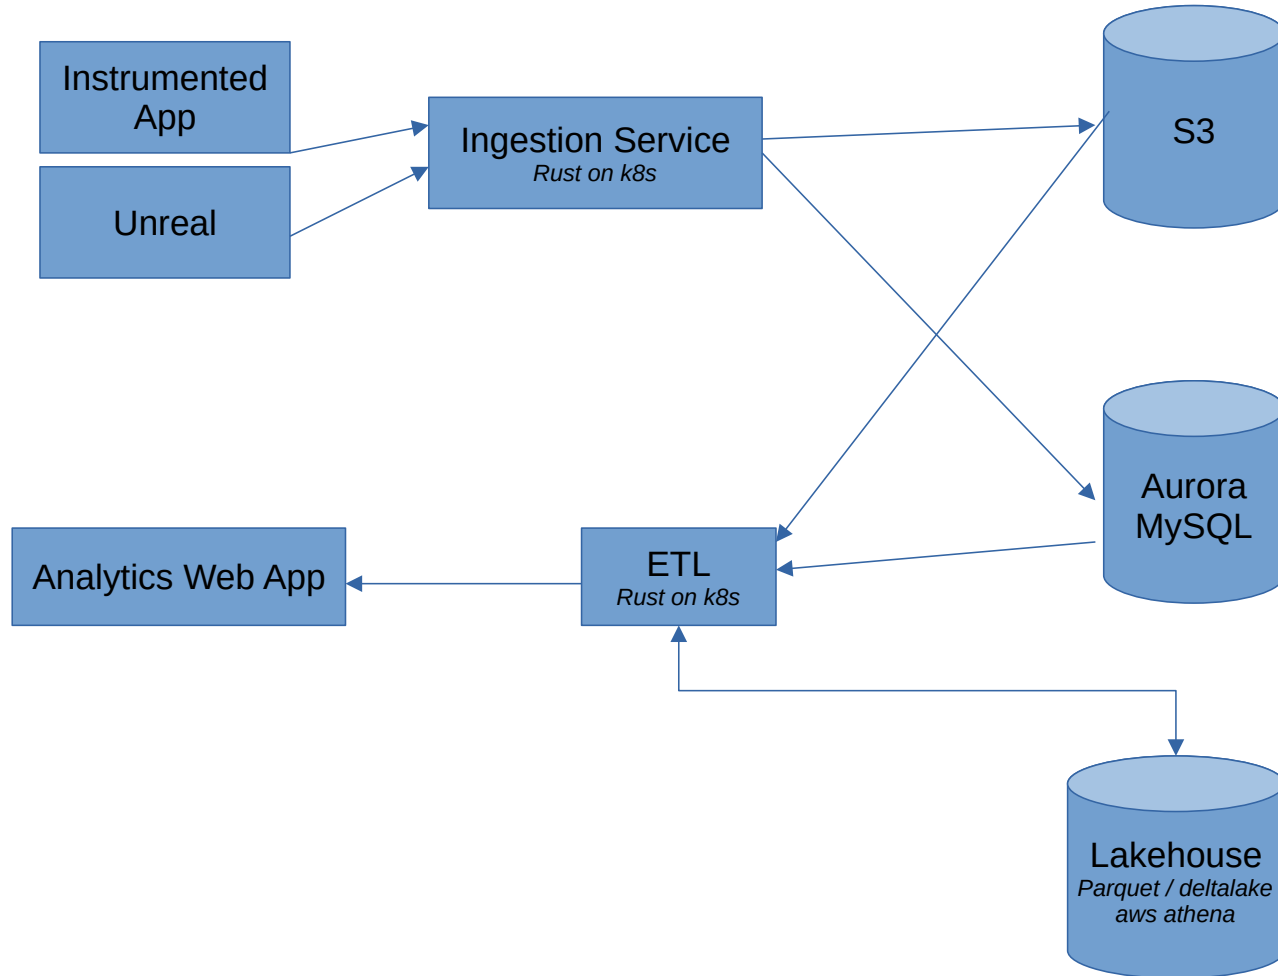 Instrumented
App
Unreal
Ingestion Service
Rust on k8s
S3
Aurora
MySQL
Analytics Web App
ETL
Rust on k8s
Lakehouse
Parquet / deltalake
aws athena